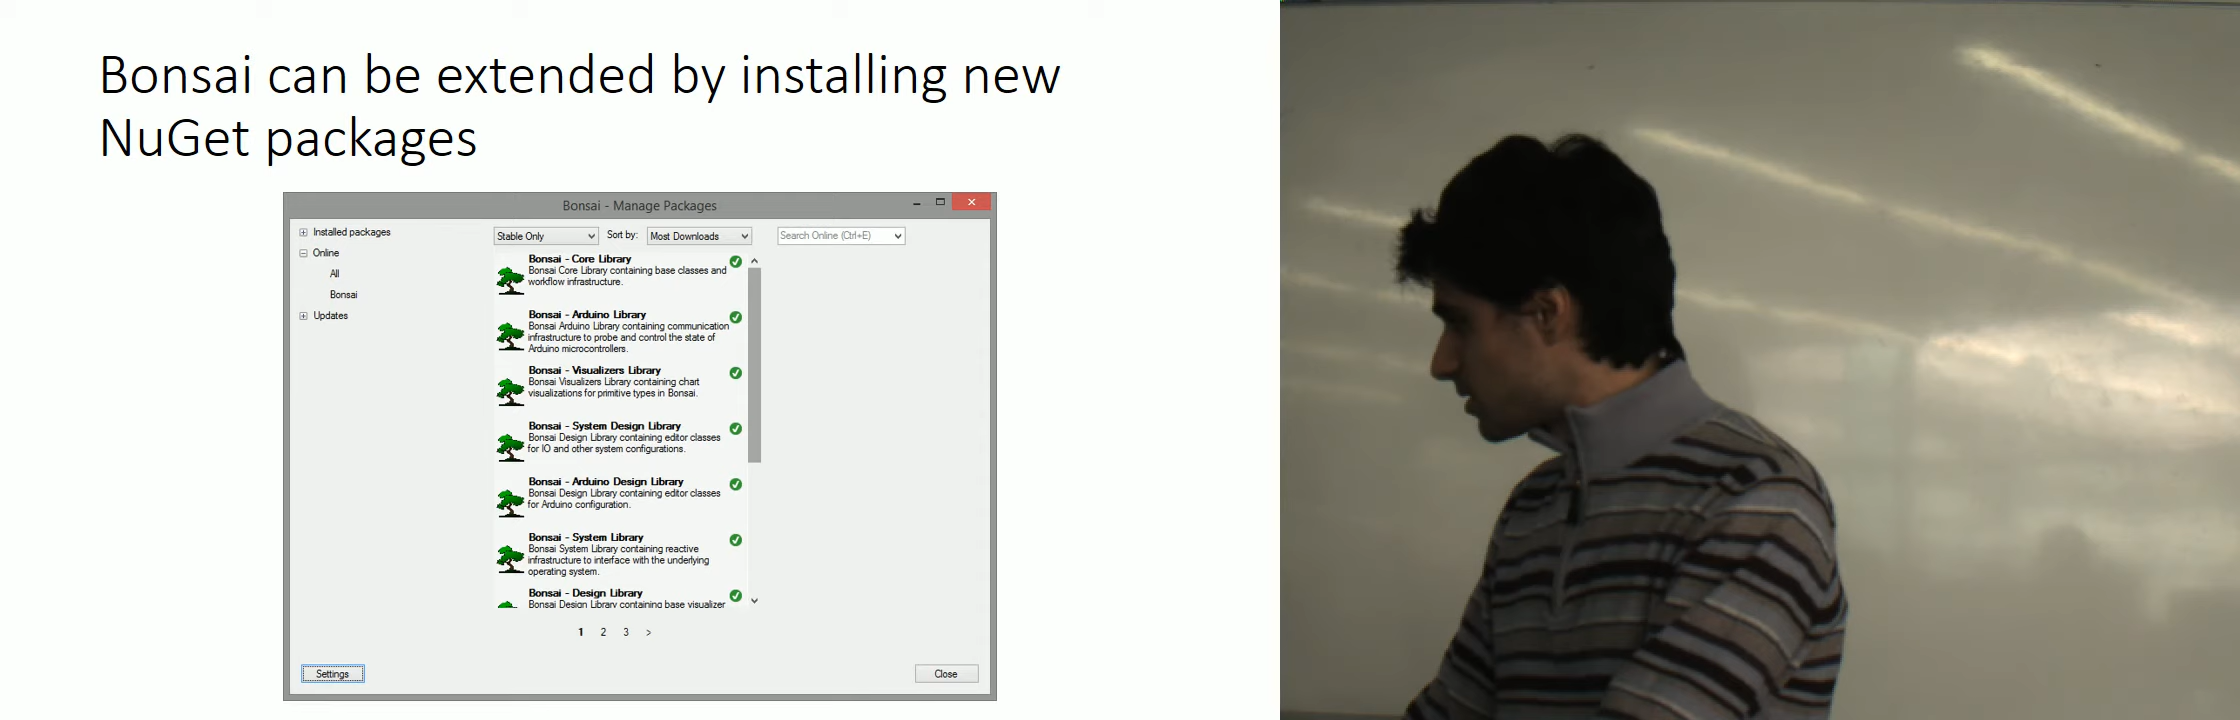 Bonsai can be extended by installing new
NuGet packages
Bonsai - Manage Packages
Installed packages
Online
All
Bonsai
Updates
Stable Only
Sort by:
Most Downloads
Search Online (Ctrl+E)
Bonsai - Core Library
Bonsai Core Library containing base classes and
workflow infrastructure.
Bonsai - Arduino Library
Bonsai Arduino Library containing communication
infrastructure to probe and control the state of
Arduino microcontrollers.
Bonsai - Visualizers Library
Bonsai Visualizers Library containing chart
visualizations for primitive types in Bonsai.
Bonsai - System Design Library
Bonsai Design Library containing editor classes
for IO and other system configurations.
Bonsai - Arduino Design Library
Bonsai Design Library containing editor classes
for Arduino configuration.
Bonsai - System Library
Bonsai System Library containing reactive
infrastructure to interface with the underlying
operating system.
Bonsai - Design Library
Bonsai Design Library containing base visualizer
1 2 3 >
Settings
Close